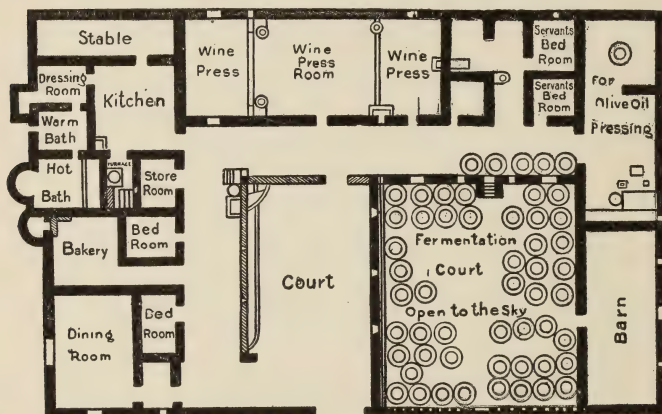 Stable
Wine
Press
Wine
Press
Room
Wine
Press
Servants
Bed
Room
Servants
Bed
Room
For
Olive Oil
Pressing
Dressing
Room
Kitchen
Warm
Bath
Hot
Bath
FURNACE
Store
Room
Bakery
Bed
Room
Dining
Room
Bed
Room
Court
Fermentation
Court
Open to the Sky
Barn